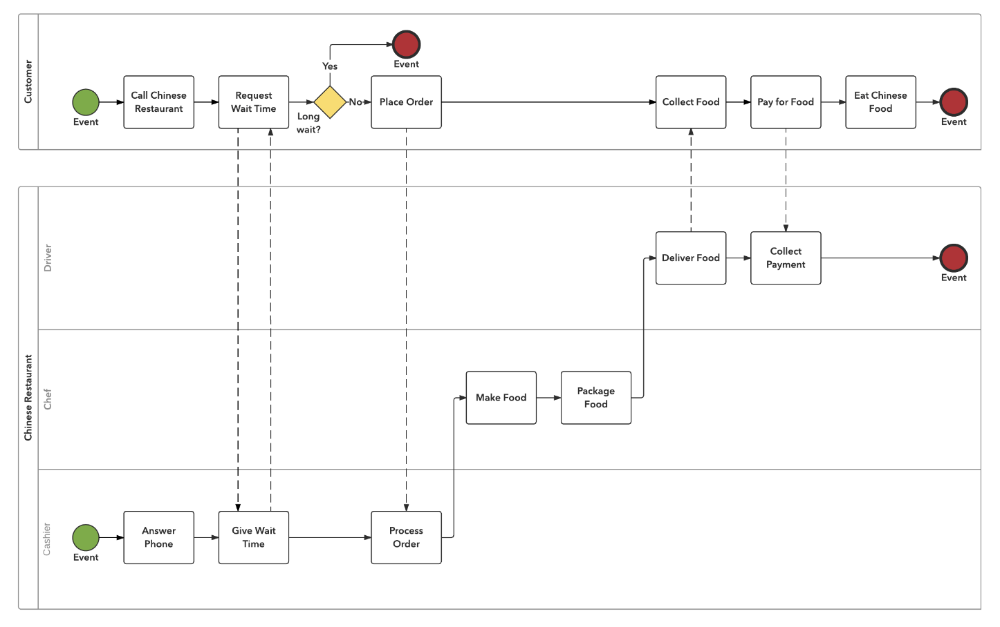 Customer
Event
Call Chinese
Restaurant
Request
Wait Time
Long
wait?
Yes
Event
No
Place Order
Collect Food
Pay for Food
Eat Chinese
Food
Event
Chinese Restaurant
Driver
Deliver Food
Collect
Payment
Event
Chef
Make Food
Package
Food
Cashier
Event
Answer
Phone
Give Wait
Time
Process
Order